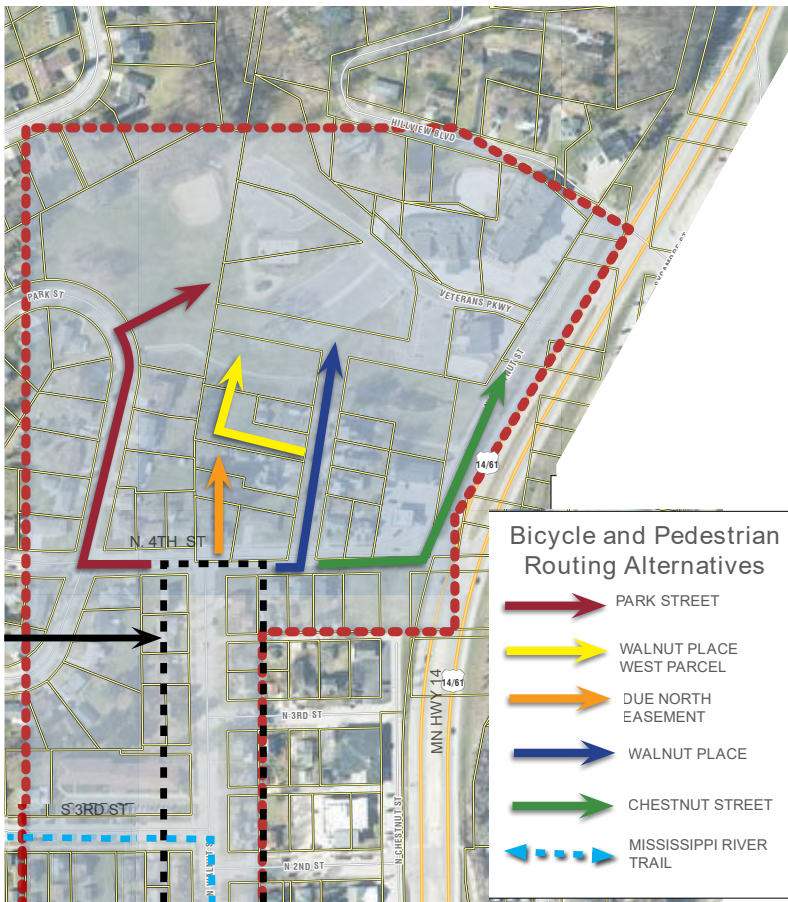 HILLVIEW BLVD
PARK ST
VETERANS PKWY
14/61
N. 4TH ST
MN HWY 14
14/61
N 3RD ST
S 3RD ST
N CHESTNUT ST
N 2ND ST
Bicycle and Pedestrian
Routing Alternatives
PARK STREET
WALNUT PLACE
WEST PARCEL
DUE NORTH
EASEMENT
WALNUT PLACE
CHESTNUT STREET
MISSISSIPPI RIVER
TRAIL